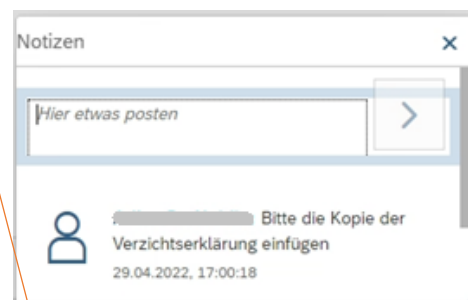 Notizen
Hier etwas posten
Bitte die Kopie der
Verzichtserklärung einfügen
29.04.2022, 17:00:18